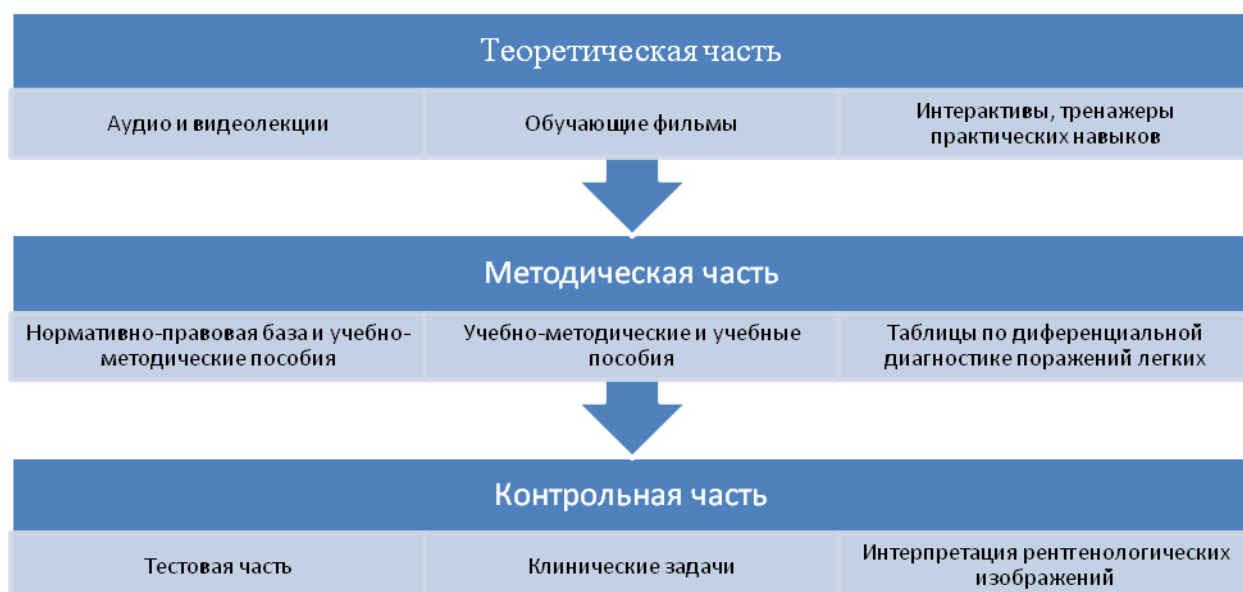 Теоретическая часть
Аудио и видеолекции
Обучающие фильмы
Интерактивы, тренажеры
практических навыков
Методическая часть
Нормативно-правовая база и учебно-
методические пособия
Учебно-методические и учебные
пособия
Таблицы по диференциальной
диагностике поражений легких
Контрольная часть
Тестовая часть
Клинические задачи
Интерпретация рентгенологических
изображений